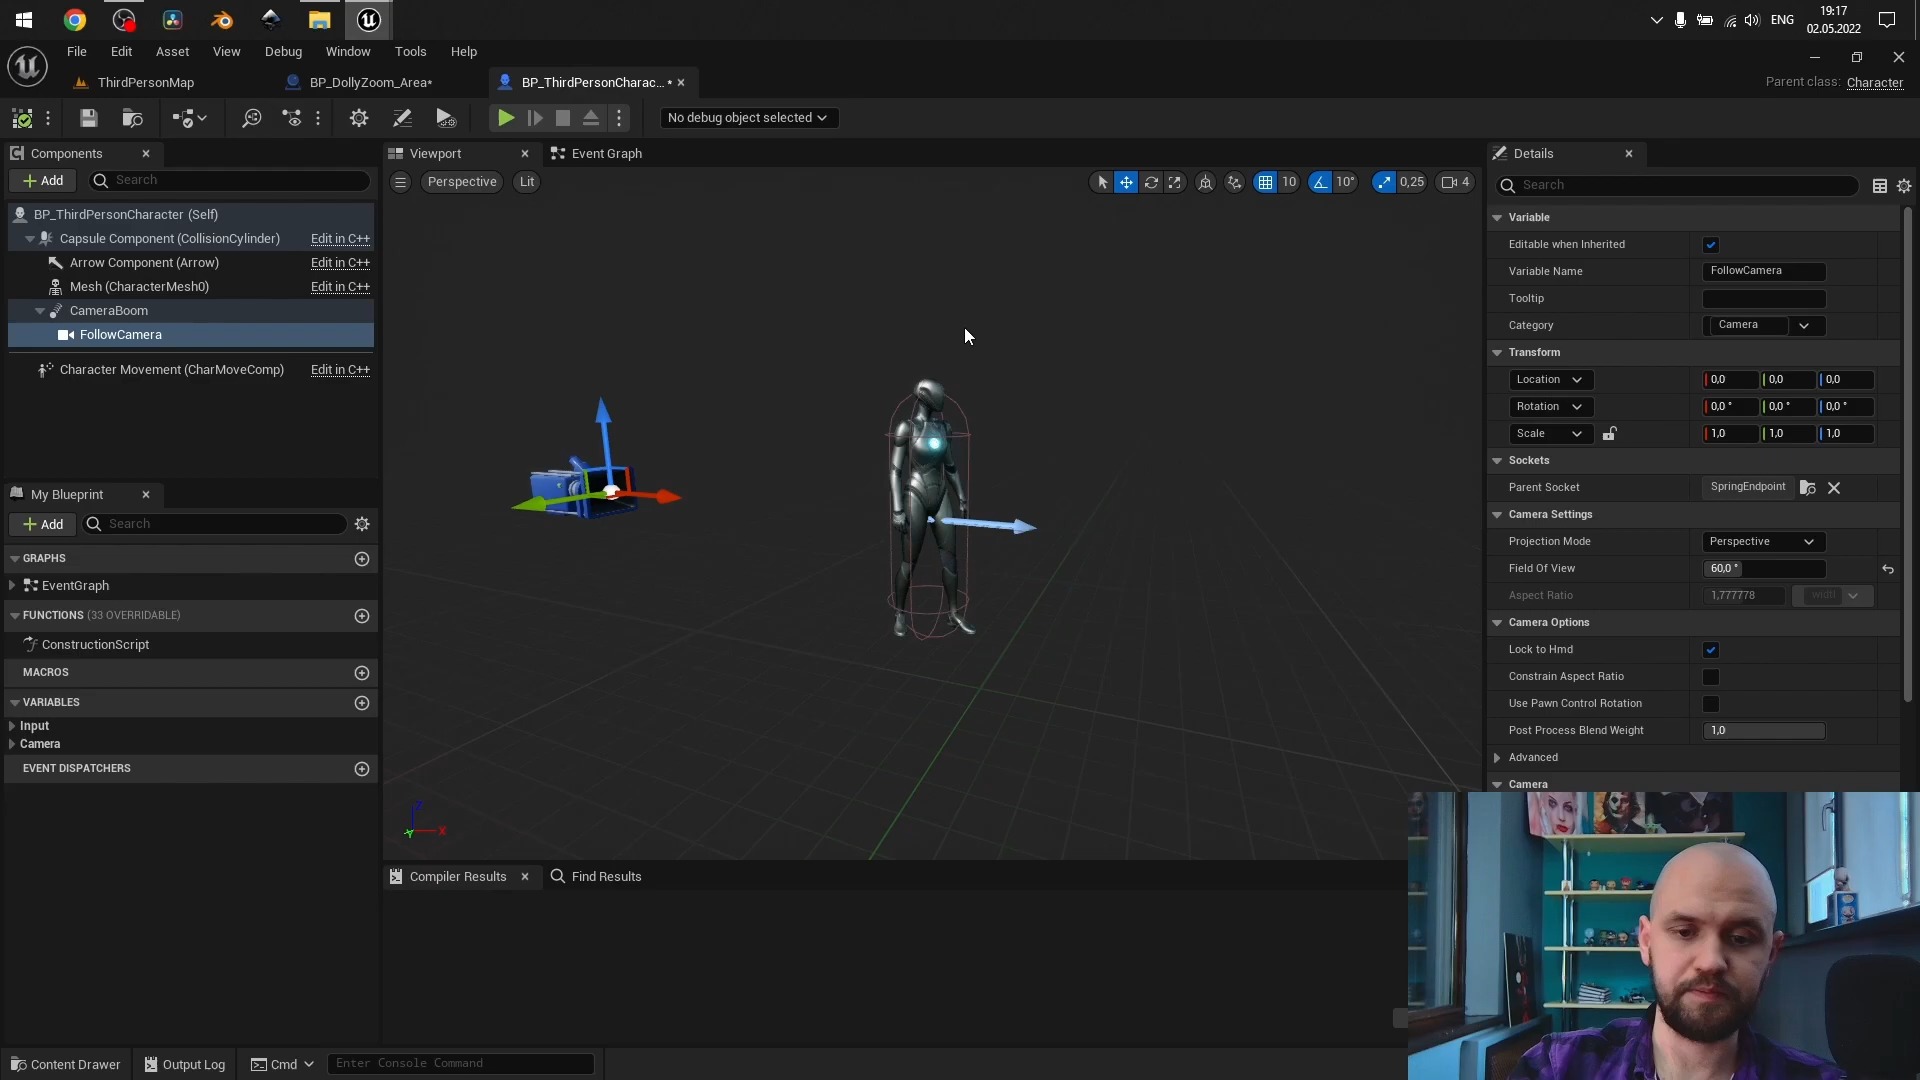 19:17
ENG
02.05.2022
File Edit Asset View Debug Window Tools Help
ThirdPersonMap
BP_DollyZoom_Area*
BP_ThirdPersonCharac... *
Parent class: Character
No debug object selected
Components
Viewport
Event Graph
Details
Add
Search
Perspective
Lit
10
10°
0,25
4
Search
BP_ThirdPersonCharacter (Self)
Capsule Component (CollisionCylinder) Edit in C++
Arrow Component (Arrow) Edit in C++
Mesh (CharacterMesh0) Edit in C++
CameraBoom
FollowCamera
Character Movement (CharMoveComp) Edit in C++
Variable
Editable when Inherited
Variable Name FollowCamera
Tooltip
Category Camera
Transform
Location 0,0 0,0 0,0
Rotation 0,0 ° 0,0 ° 0,0 °
Scale 1,0 1,0 1,0
Sockets
Parent Socket SpringEndpoint
Camera Settings
Projection Mode Perspective
Field Of View 60,0 °
Aspect Ratio 1,777778 width
Camera Options
Lock to Hmd
Constrain Aspect Ratio
Use Pawn Control Rotation
Post Process Blend Weight 1,0
Advanced
Camera
My Blueprint
Add
Search
GRAPHS
EventGraph
FUNCTIONS (33 OVERRIDABLE)
ConstructionScript
MACROS
VARIABLES
Input
Camera
EVENT DISPATCHERS
Z
X
Y
Compiler Results
Find Results
Content Drawer
Output Log
Cmd
Enter Console Command